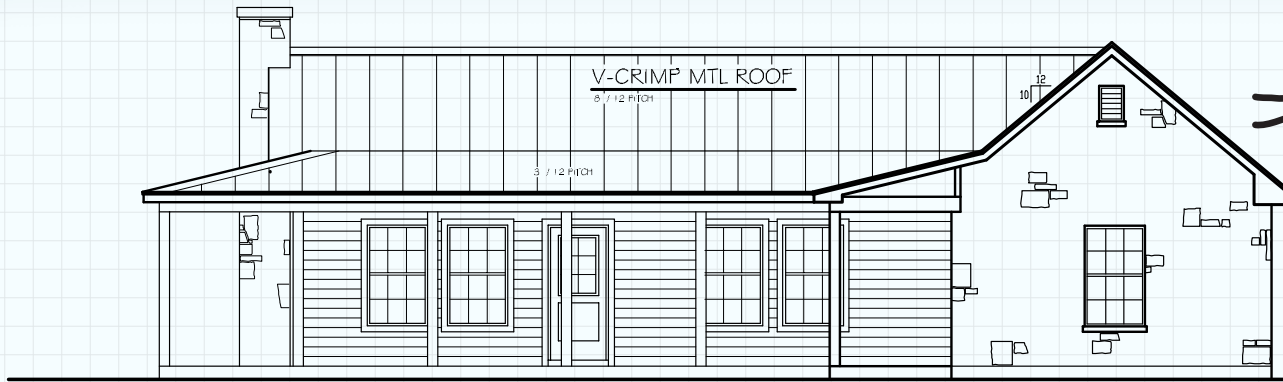 V-CRIMP MTL ROOF
8 / 12 PITCH
12
10
3 / 12 PITCH